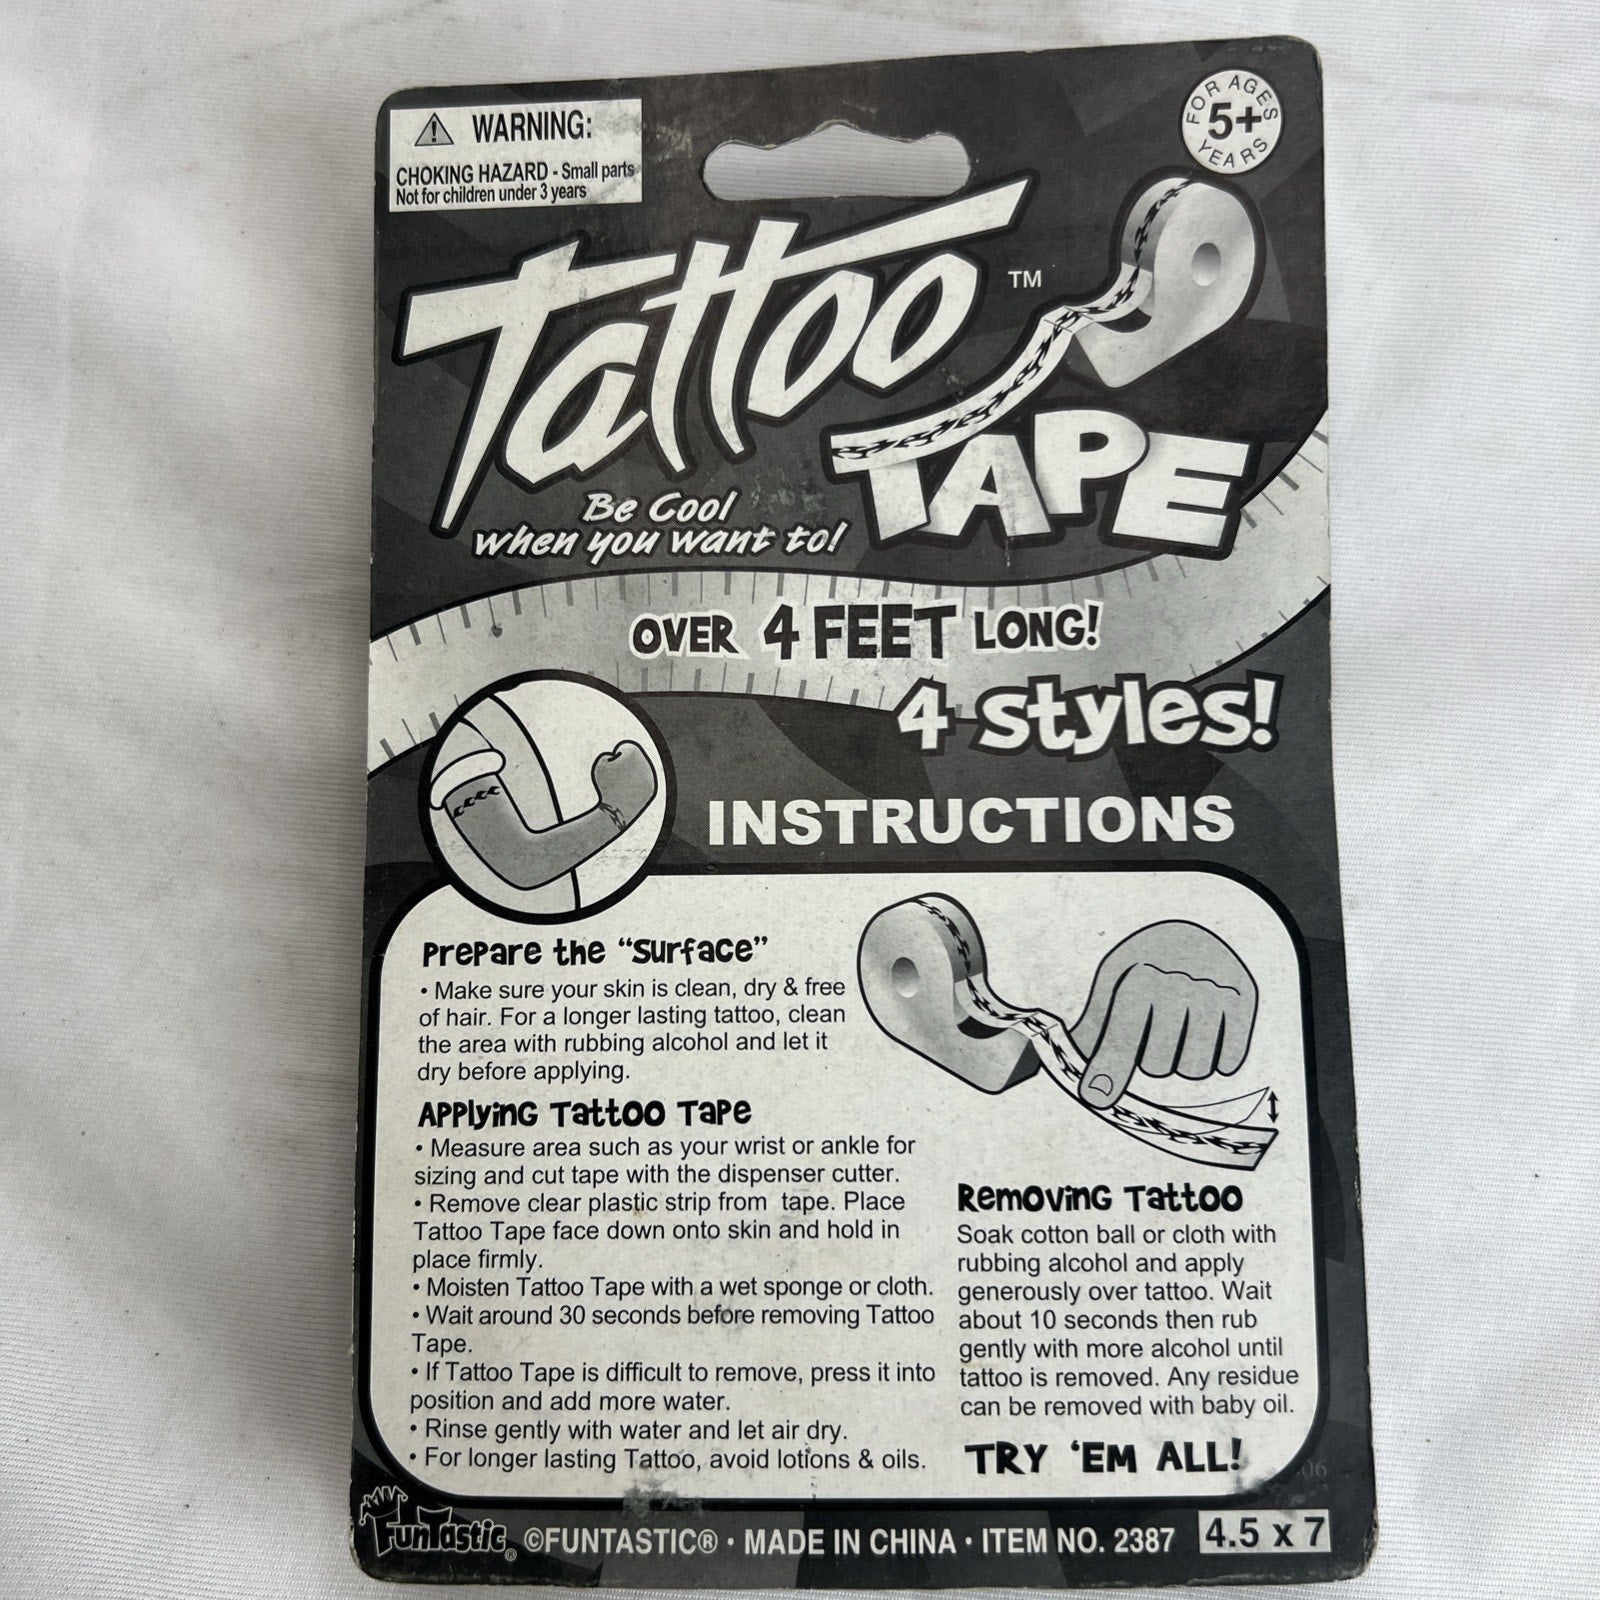 WARNING:
CHOKING HAZARD - Small parts
Not for children under 3 years
FOR AGES
5+
YEARS
Tattoo ™
TAPE
Be Cool
when you want to!
OVER 4 FEET LONG!
4 Styles!
INSTRUCTIONS
Prepare the "Surface"
• Make sure your skin is clean, dry & free
of hair. For a longer lasting tattoo, clean
the area with rubbing alcohol and let it
dry before applying.
Applying Tattoo Tape
• Measure area such as your wrist or ankle for
sizing and cut tape with the dispenser cutter.
• Remove clear plastic strip from tape. Place
Tattoo Tape face down onto skin and hold in
place firmly.
• Moisten Tattoo Tape with a wet sponge or cloth.
• Wait around 30 seconds before removing Tattoo
Tape.
• If Tattoo Tape is difficult to remove, press it into
position and add more water.
• Rinse gently with water and let air dry.
• For longer lasting Tattoo, avoid lotions & oils.
Removing Tattoo
Soak cotton ball or cloth with
rubbing alcohol and apply
generously over tattoo. Wait
about 10 seconds then rub
gently with more alcohol until
tattoo is removed. Any residue
can be removed with baby oil.
TRY 'EM ALL!
FunTastic®
©FUNTASTIC® • MADE IN CHINA • ITEM NO. 2387
4.5 x 7